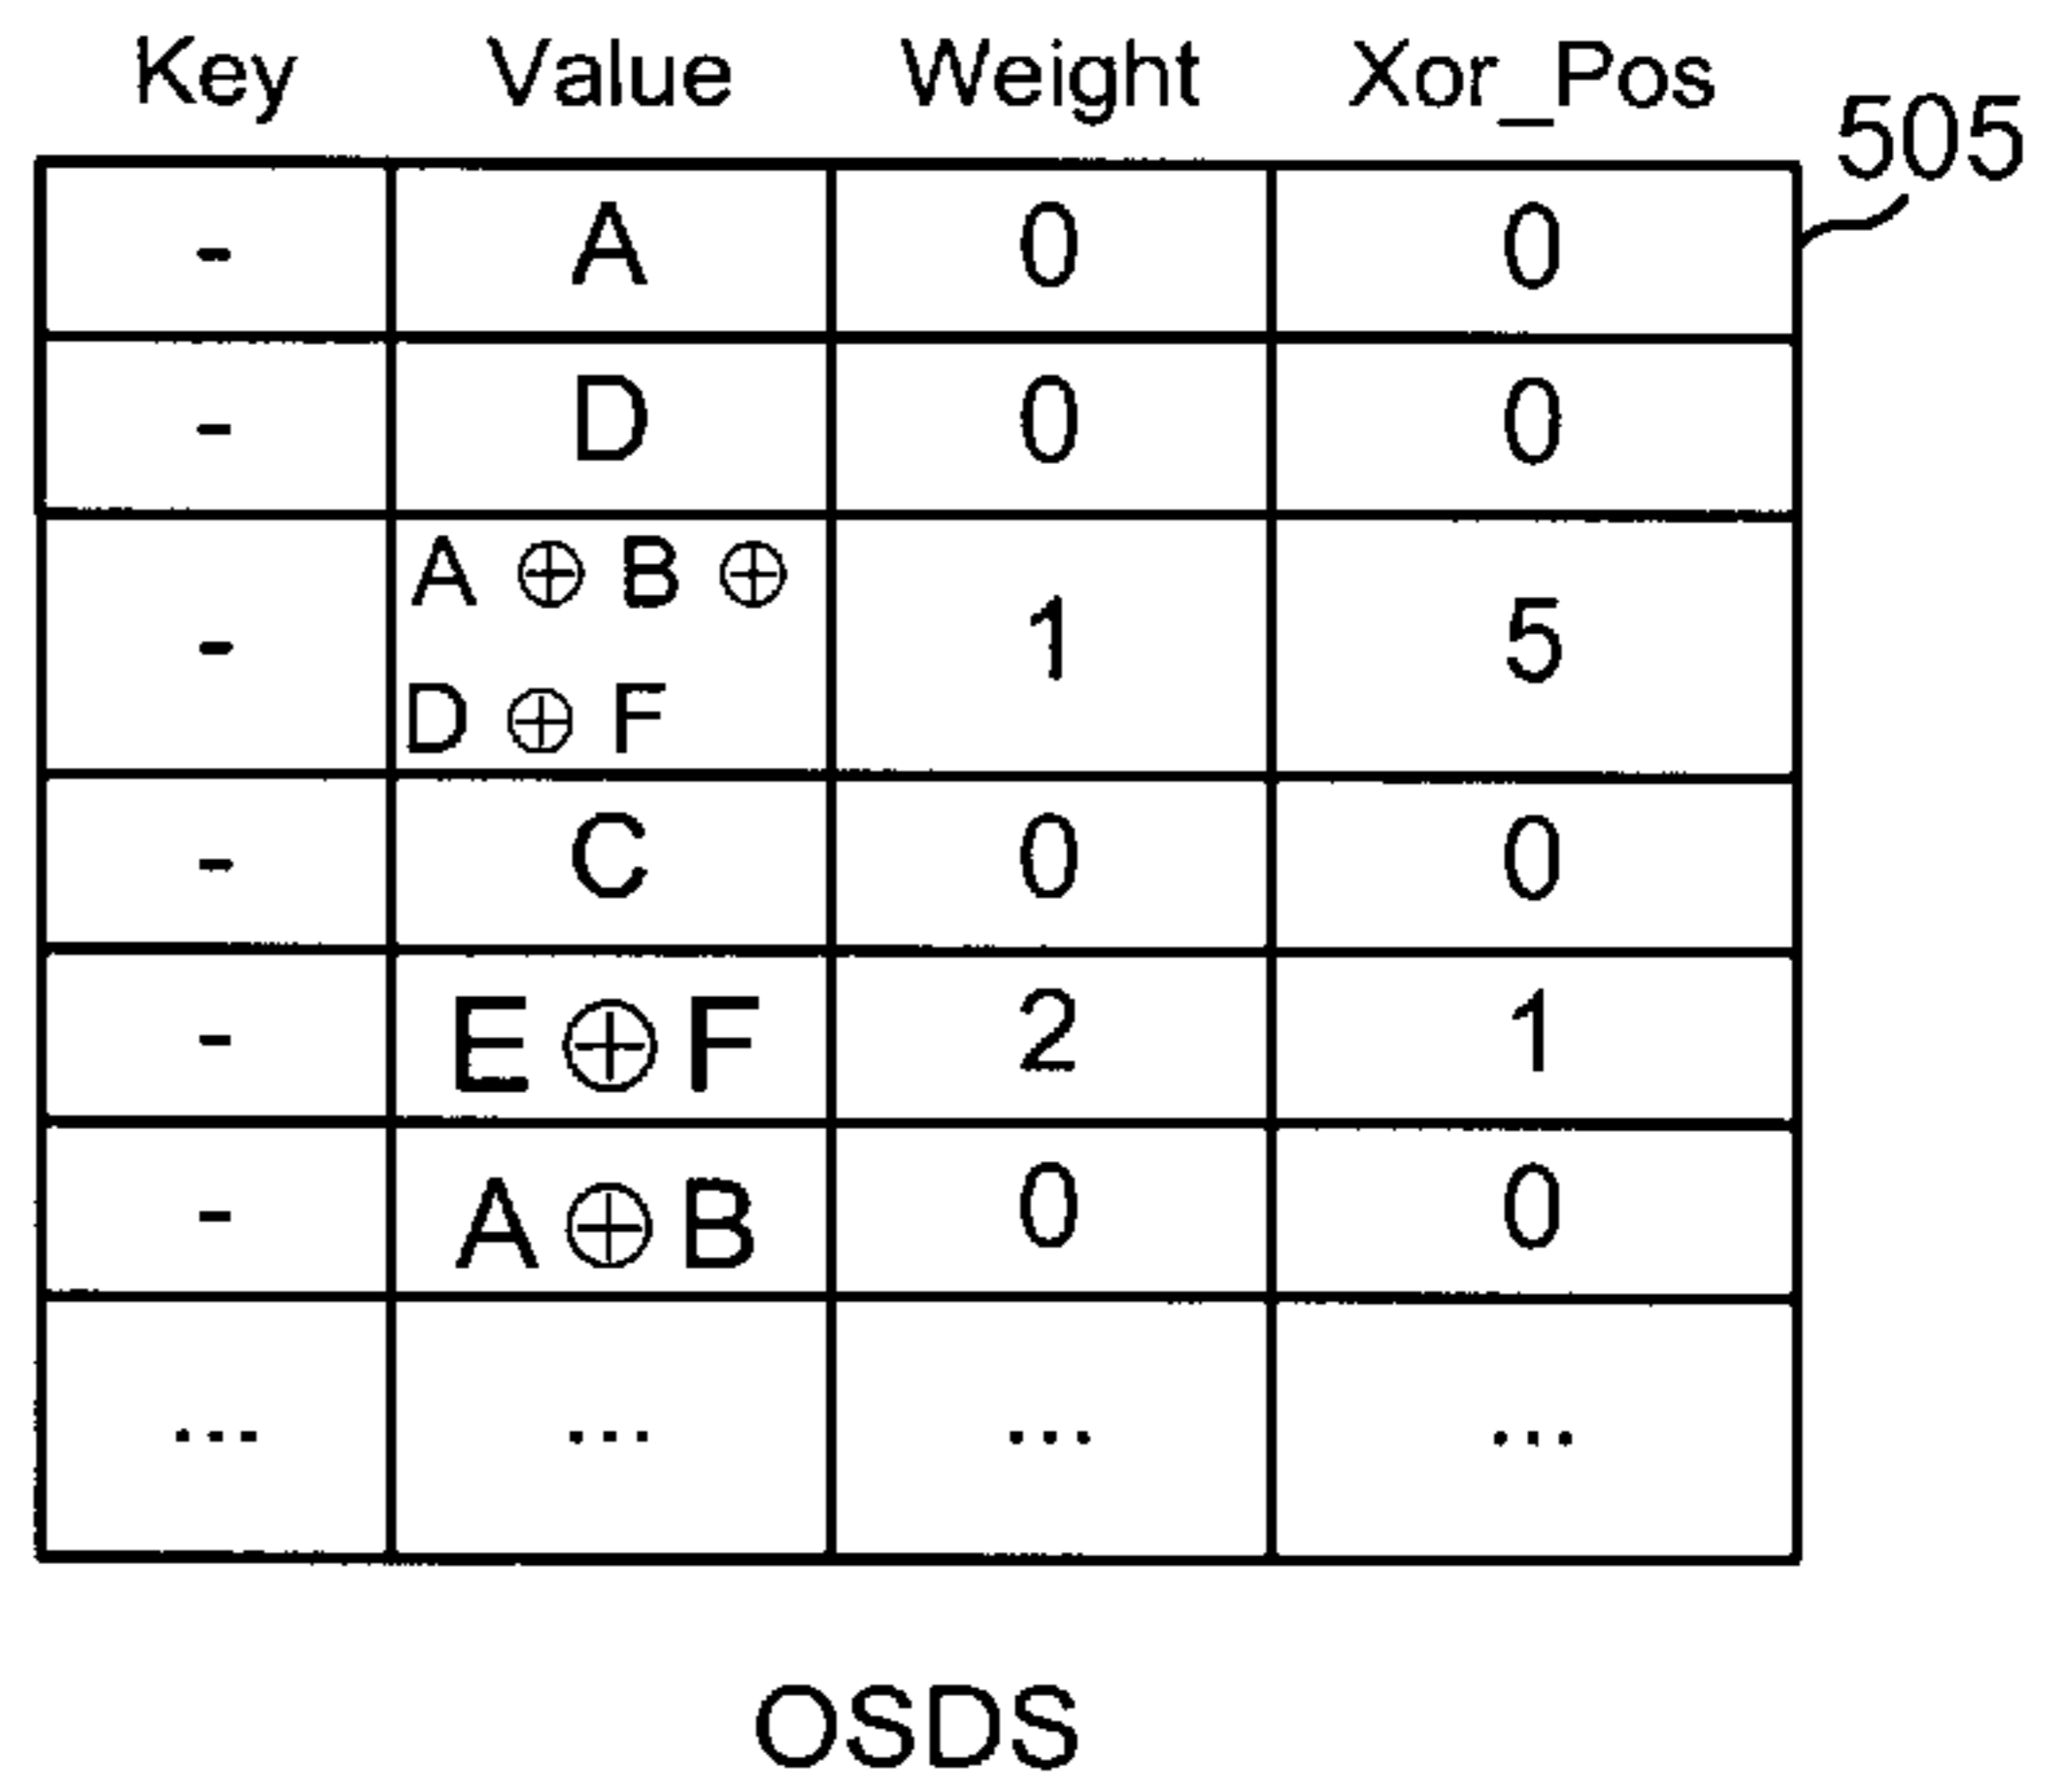 Key Value Weight Xor_Pos
505
- A 0 0
- D 0 0
- A ⊕ B ⊕ D ⊕ F 1 5
- C 0 0
- E ⊕ F 2 1
- A ⊕ B 0 0
... ... ... ...
OSDS